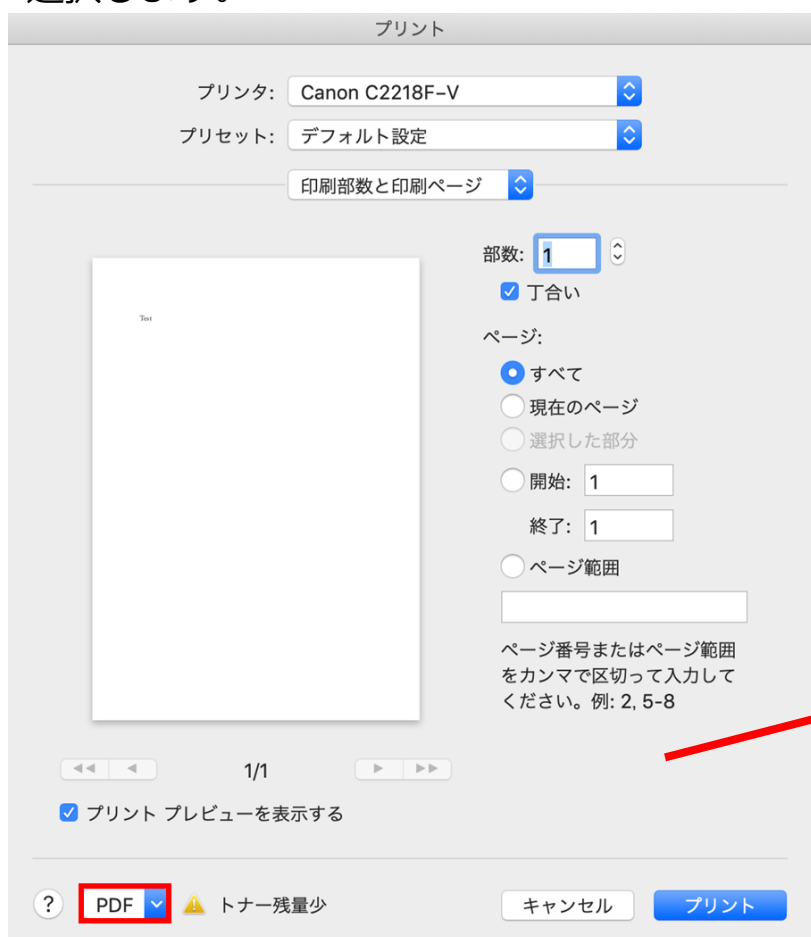 選択します。
プリント
プリンタ: Canon C2218F-V
プリセット: デフォルト設定
印刷部数と印刷ページ
部数: 1
丁合い
Test
ページ:
すべて
現在のページ
選択した部分
開始: 1
終了: 1
ページ範囲
ページ番号またはページ範囲
をカンマで区切って入力して
ください。例: 2, 5-8
1/1
プリント プレビューを表示する
? PDF トナー残量少 キャンセル プリント